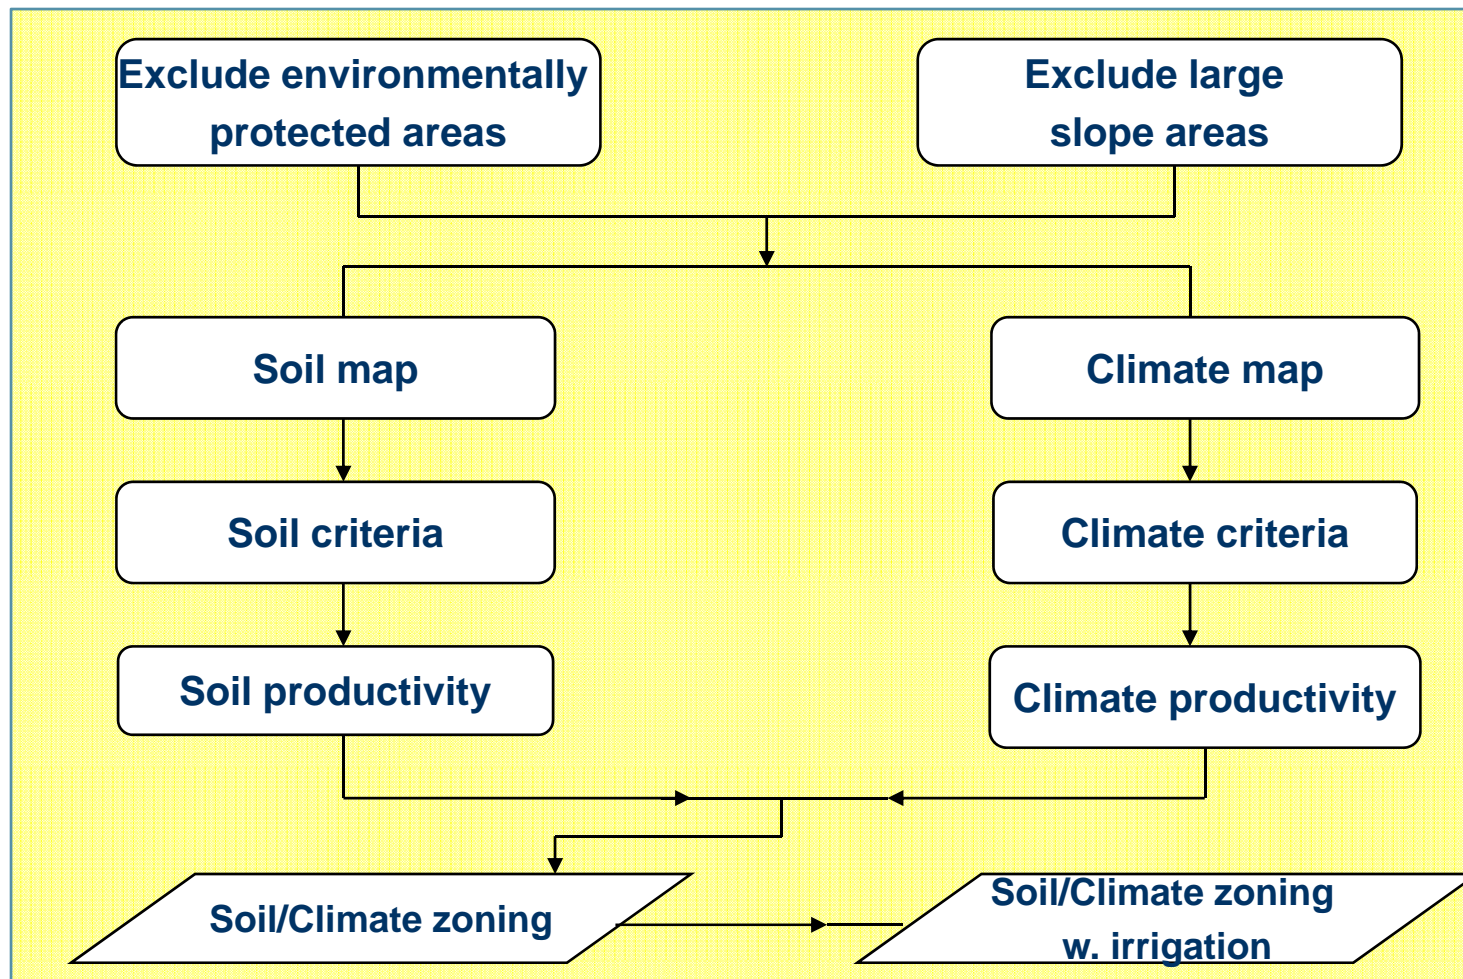 Exclude environmentally
protected areas
Exclude large
slope areas
Soil map
Climate map
Soil criteria
Climate criteria
Soil productivity
Climate productivity
Soil/Climate zoning
Soil/Climate zoning
w. irrigation